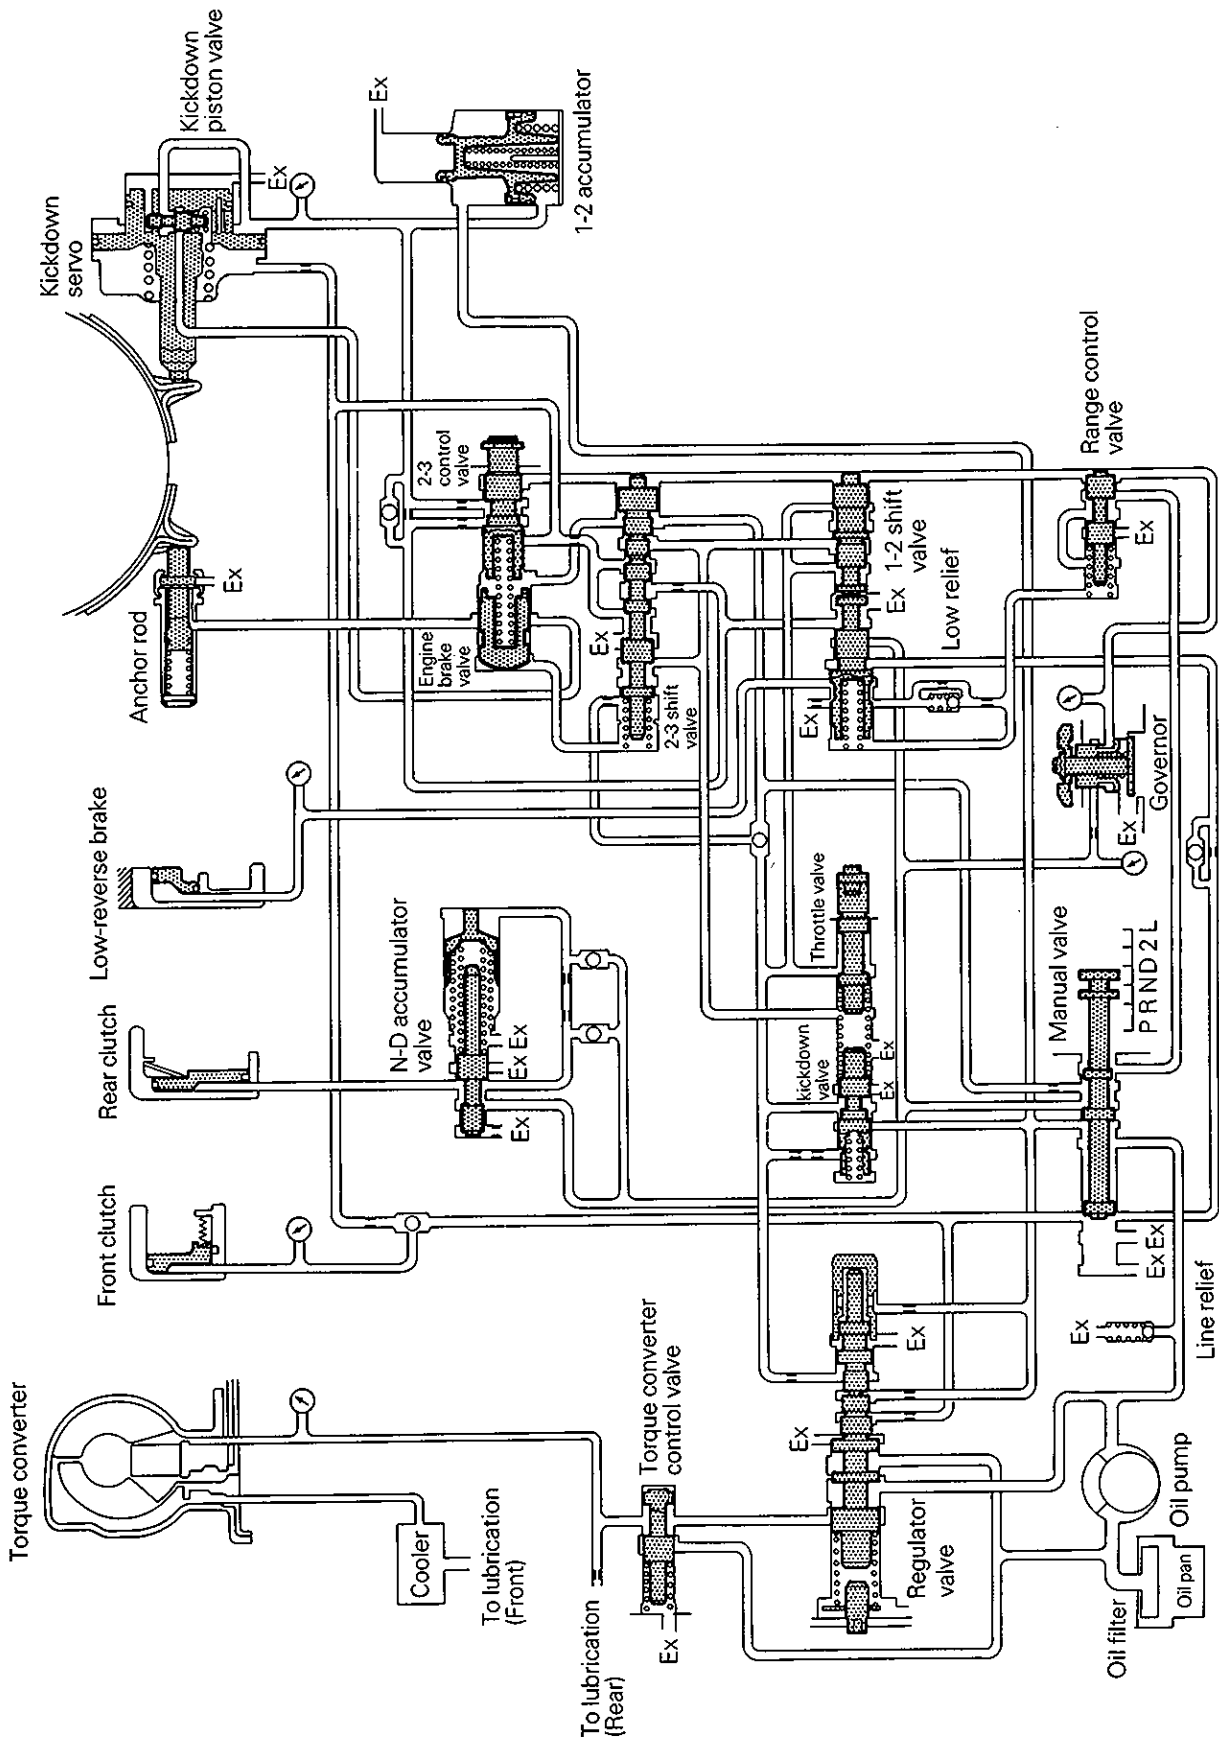 Torque converter
Front clutch
Rear clutch
Low-reverse brake
Anchor rod
Ex
Kickdown
servo
Kickdown
piston valve
Ex
Cooler
To lubrication
(Front)
N-D accumulator
valve
Ex
Ex Ex
Engine
brake
valve
2-3
control
valve
Ex
1-2 accumulator
To lubrication
(Rear)
Torque converter
control valve
Ex
2-3 shift
valve
Ex
Regulator
valve
Ex
Ex
kickdown
valve
Ex
Ex
Throttle valve
Ex
Low relief
Ex
1-2 shift
valve
Oil filter
Oil pan
Oil pump
Line relief
Ex
Ex Ex
Manual valve
P R N D 2 L
Governor
Ex
Ex
Range control
valve